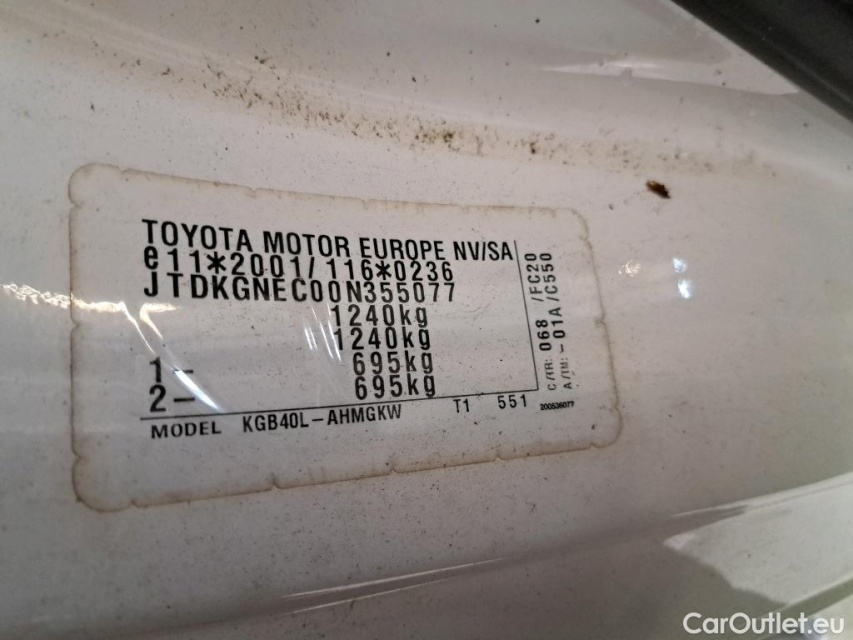 TOYOTA MOTOR EUROPE NV/SA
e11*2001/116*0236
JTDKGNEC00N355077
1240kg
1240kg
1- 695kg
2- 695kg
MODEL KGB40L-AHMGKW T1 551
C/TR: 068 /FC20
A/TM: -01A /C550
CarOutlet.eu